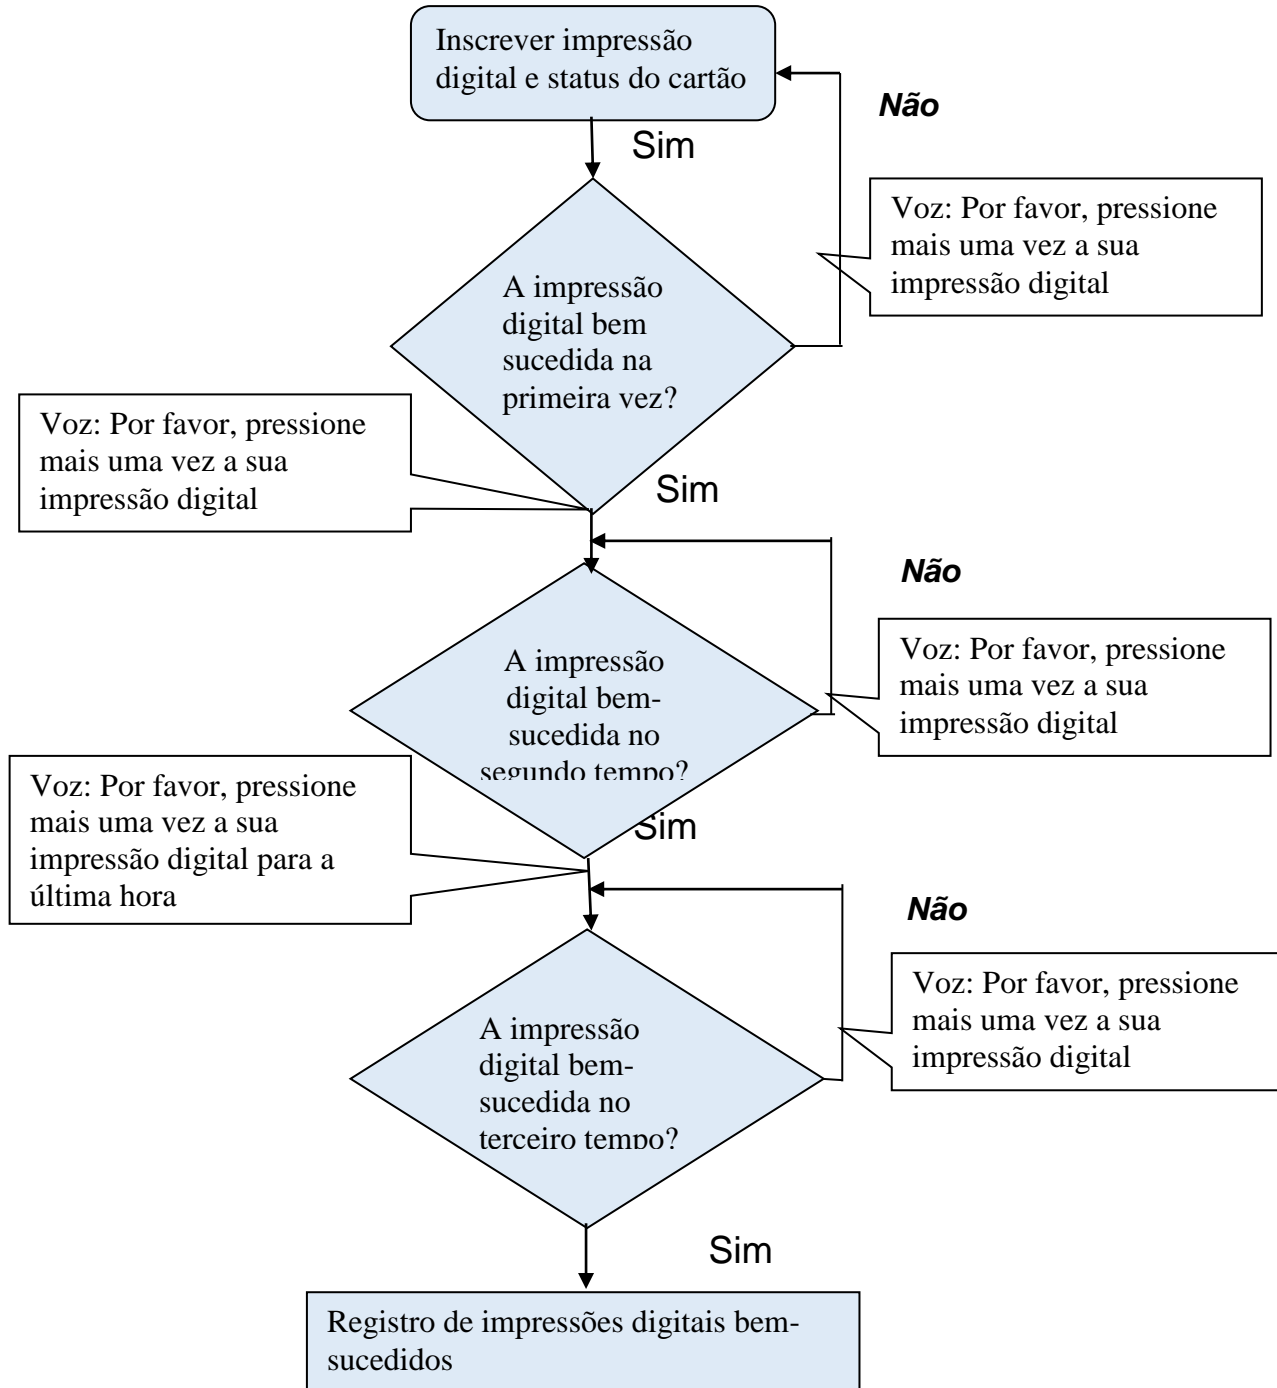 Inscrever impressão
digital e status do cartão
Não
Sim
Voz: Por favor, pressione
mais uma vez a sua
impressão digital
A impressão
digital bem
sucedida na
primeira vez?
Voz: Por favor, pressione
mais uma vez a sua
impressão digital
Sim
Não
Voz: Por favor, pressione
mais uma vez a sua
impressão digital
A impressão
digital bem-
sucedida no
segundo tempo?
Voz: Por favor, pressione
mais uma vez a sua
impressão digital para a
última hora
Sim
Não
Voz: Por favor, pressione
mais uma vez a sua
impressão digital
A impressão
digital bem-
sucedida no
terceiro tempo?
Sim
Registro de impressões digitais bem-
sucedidos